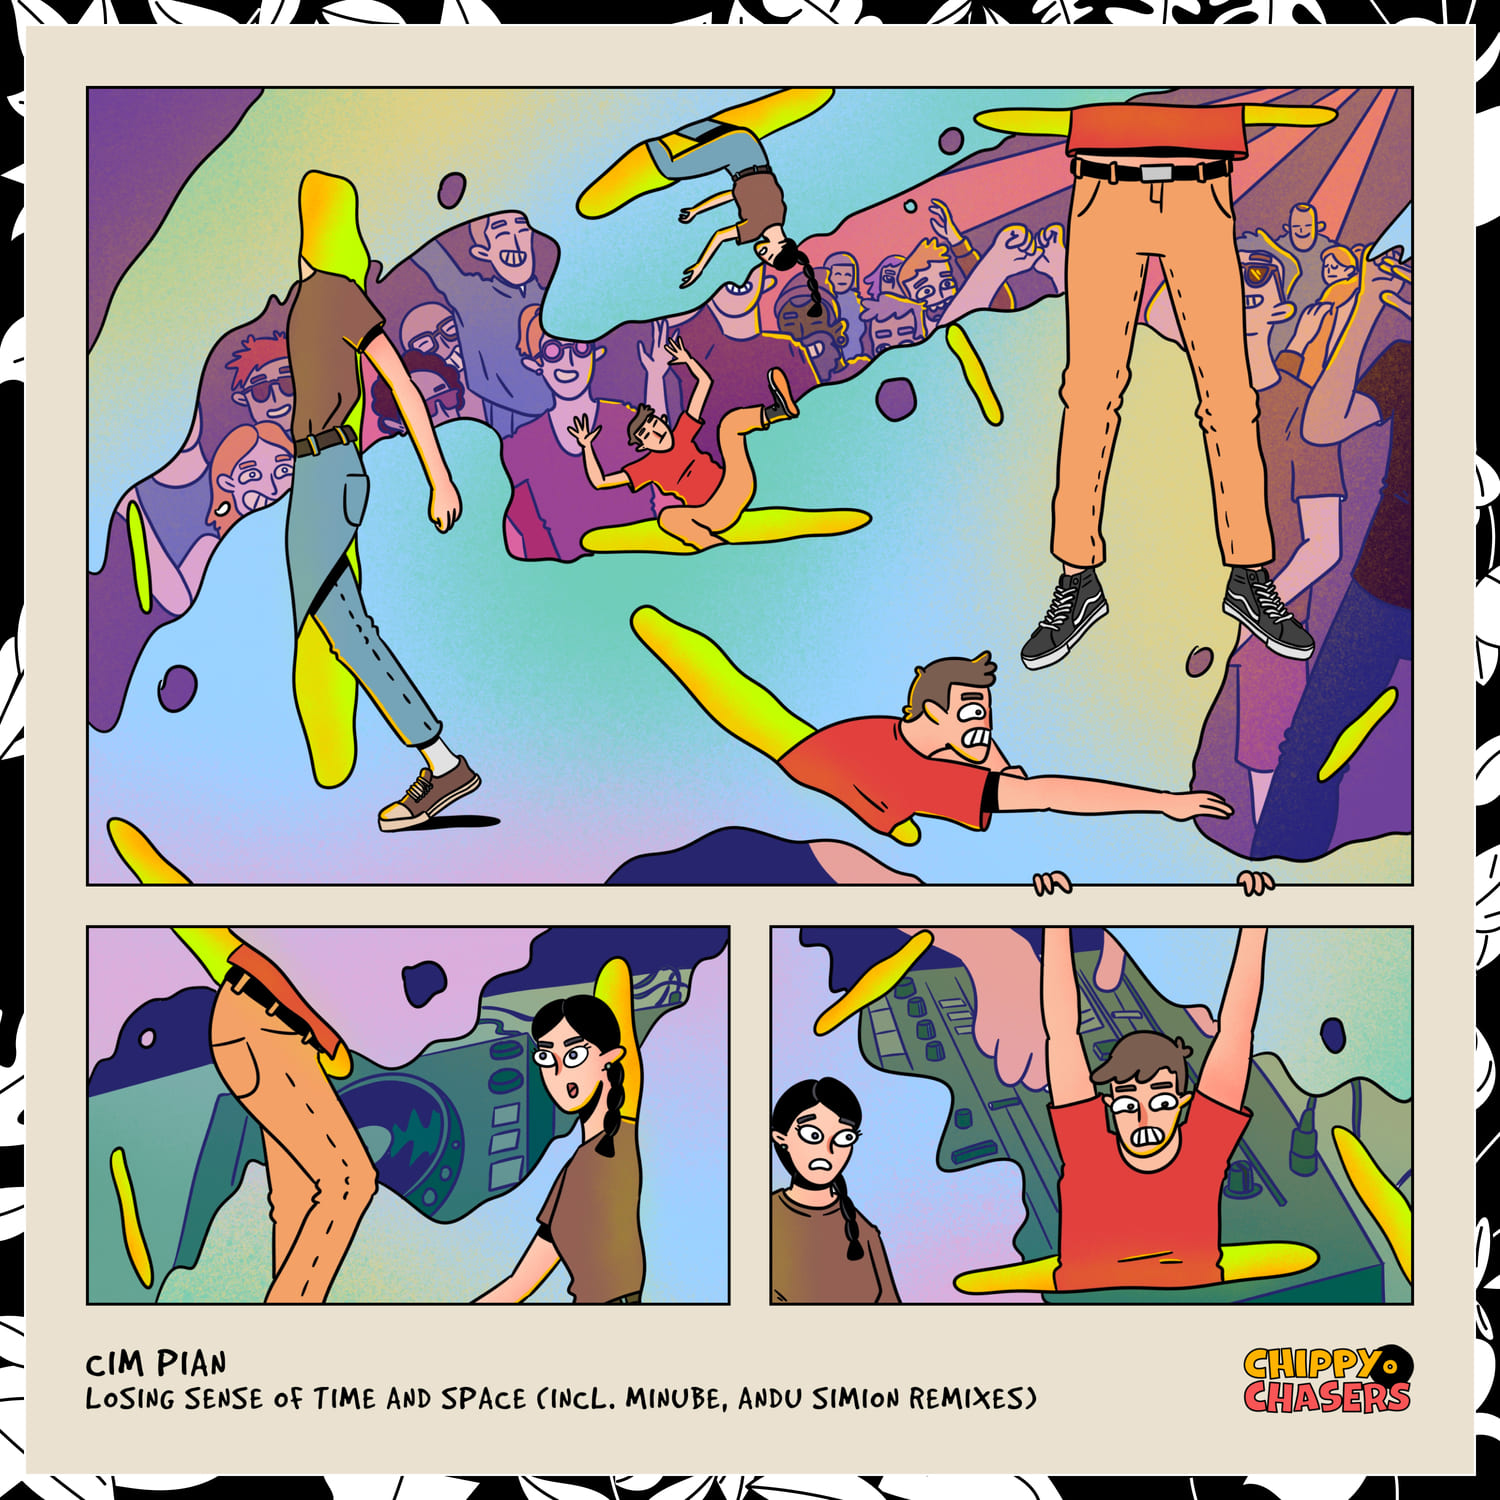 CIM PIAN
LOSING SENSE OF TIME AND SPACE (INCL. MINUBE, ANDU SIMION REMIXES)
CHIPPY
CHASERS